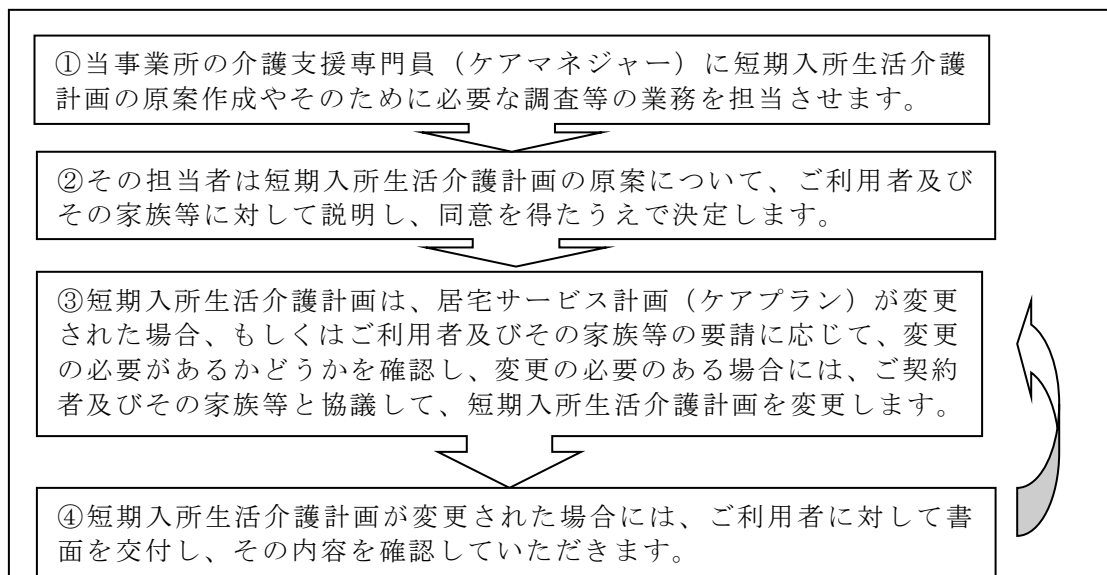 ①当事業所の介護支援専門員（ケアマネジャー）に短期入所生活介護
計画の原案作成やそのために必要な調査等の業務を担当させます。
②その担当者は短期入所生活介護計画の原案について、ご利用者及び
その家族等に対して説明し、同意を得たうえで決定します。
③短期入所生活介護計画は、居宅サービス計画（ケアプラン）が変更
された場合、もしくはご利用者及びその家族等の要請に応じて、変更
の必要があるかどうかを確認し、変更の必要のある場合には、ご契約
者及びその家族等と協議して、短期入所生活介護計画を変更します。
④短期入所生活介護計画が変更された場合には、ご利用者に対して書
面を交付し、その内容を確認していただきます。